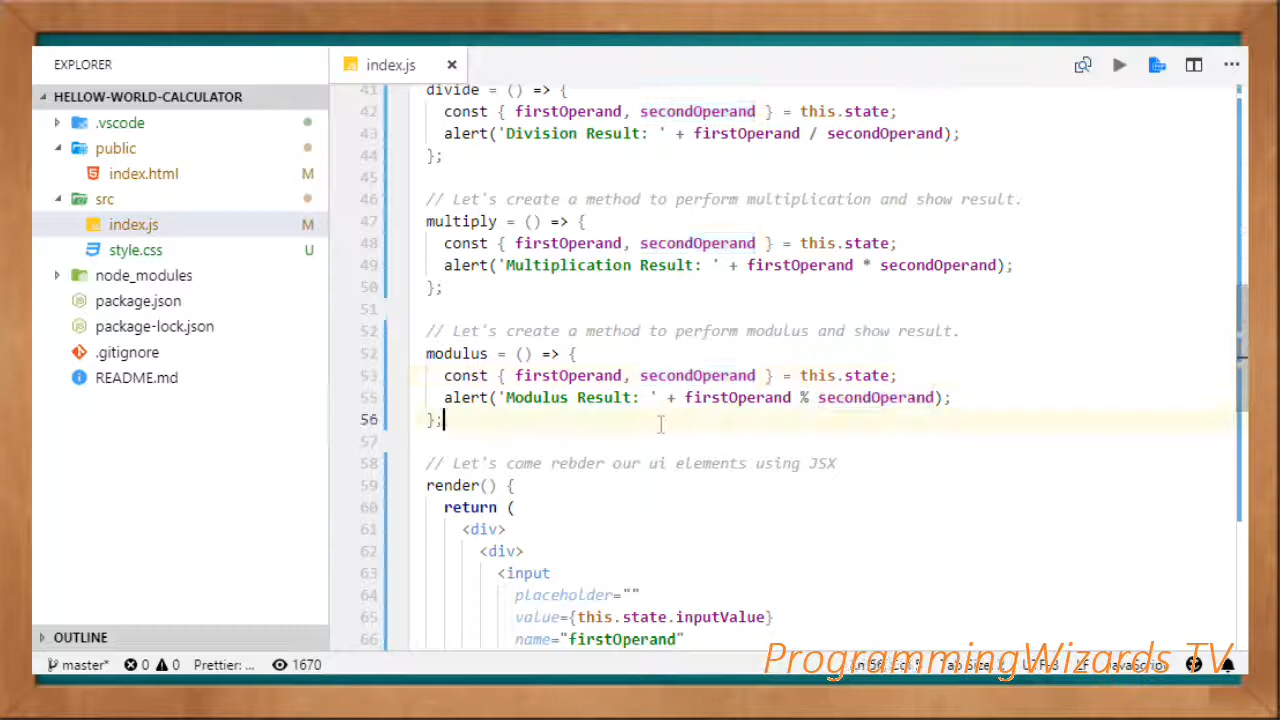 EXPLORER
HELLOW-WORLD-CALCULATOR
.vscode
public
index.html M
src
index.js M
style.css U
node_modules
package.json
package-lock.json
.gitignore
README.md
OUTLINE
index.js
41 divide = () => {
42 const { firstOperand, secondOperand } = this.state;
43 alert('Division Result: ' + firstOperand / secondOperand);
44 };
45
46 // Let's create a method to perform multiplication and show result.
47 multiply = () => {
48 const { firstOperand, secondOperand } = this.state;
49 alert('Multiplication Result: ' + firstOperand * secondOperand);
50 };
51
52 // Let's create a method to perform modulus and show result.
52 modulus = () => {
53 const { firstOperand, secondOperand } = this.state;
55 alert('Modulus Result: ' + firstOperand % secondOperand);
56 };
57
58 // Let's come rebder our ui elements using JSX
59 render() {
60 return (
61 <div>
62 <div>
63 <input
64 placeholder=""
65 value={this.state.inputValue}
66 name="firstOperand"
master* 0 0 Prettier: ... 1670
ProgrammingWizards TV